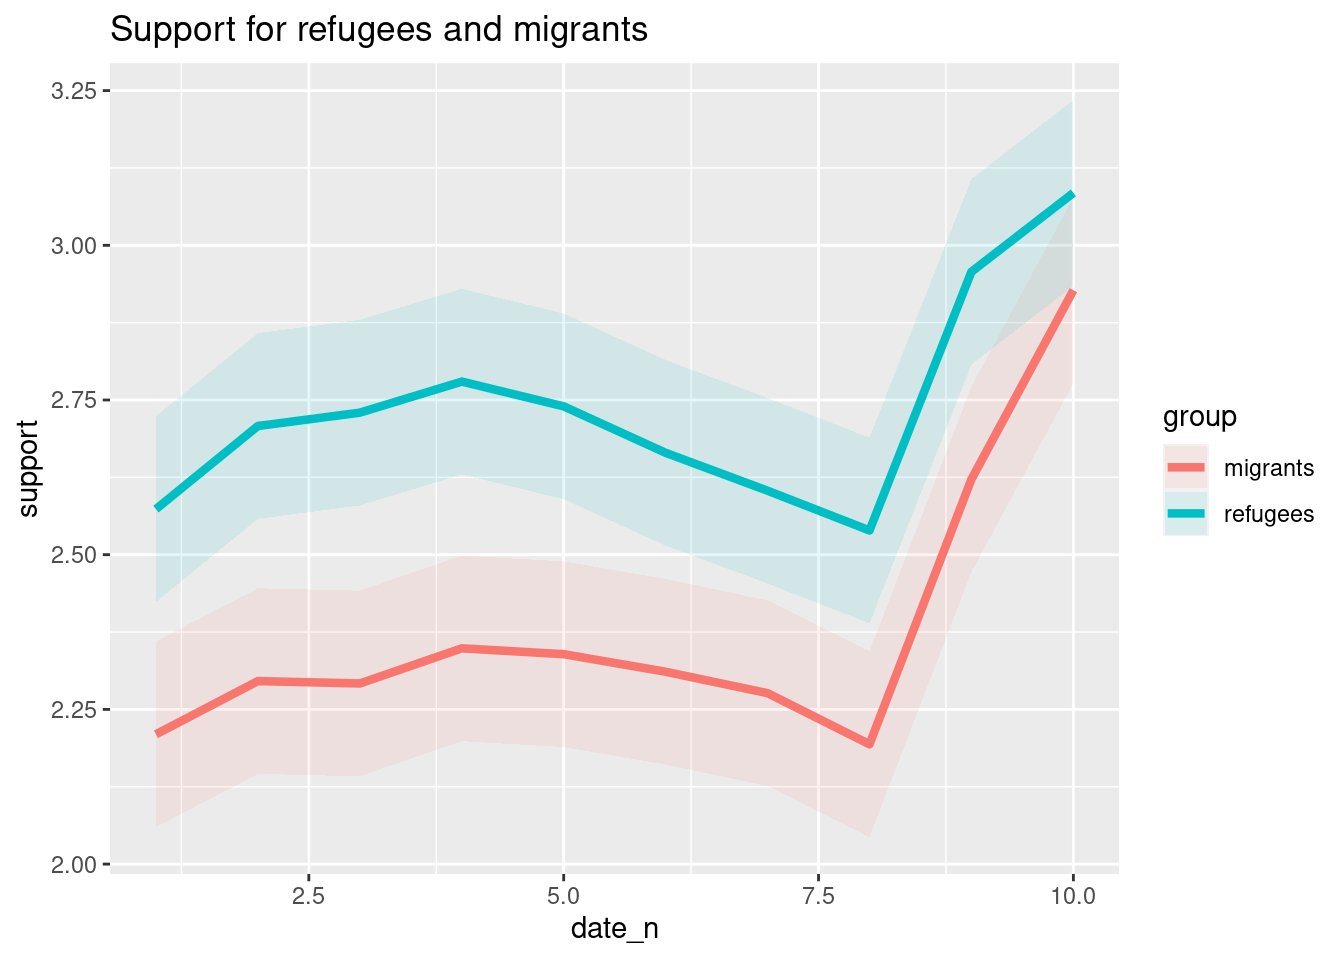 Support for refugees and migrants
3.25
3.00
2.75
2.50
2.25
2.00
support
2.5
5.0
7.5
10.0
date_n
group
migrants
refugees